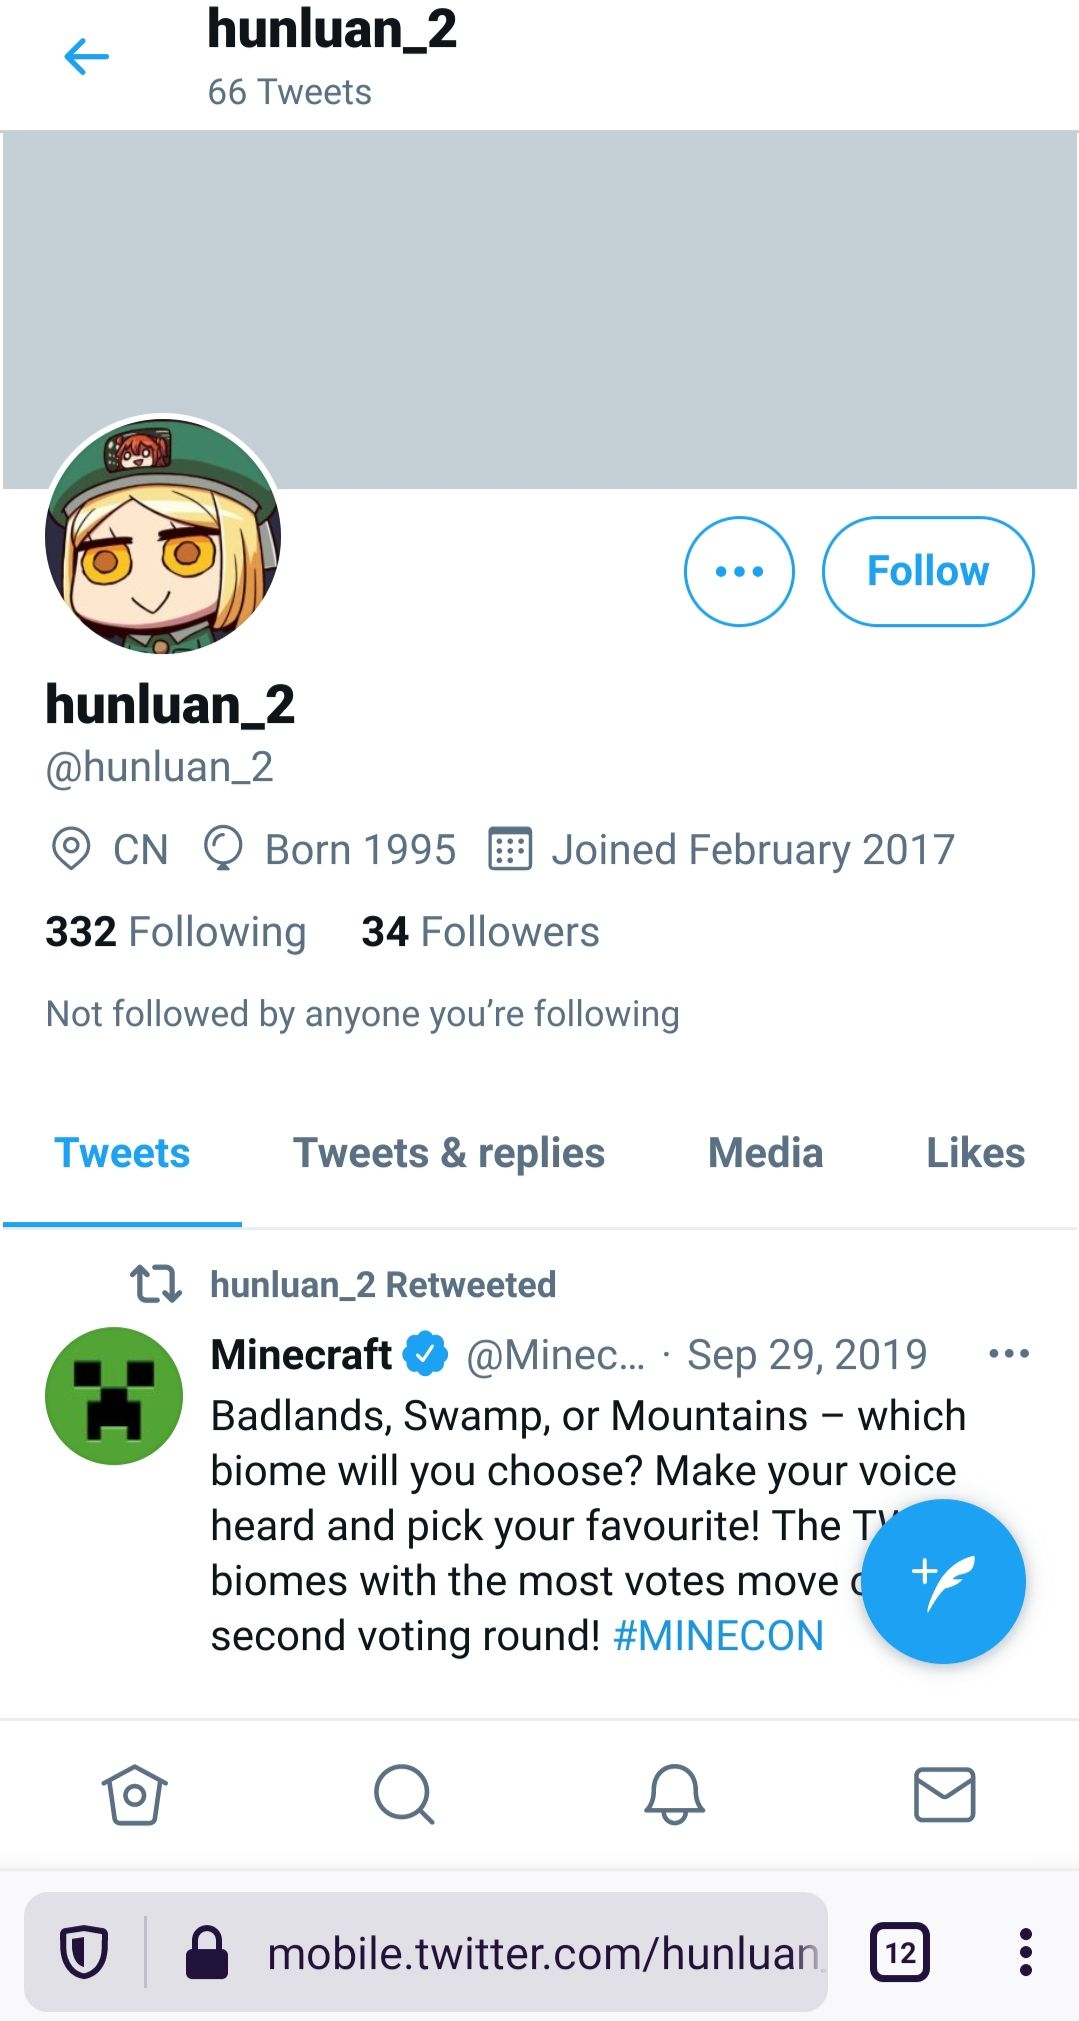 hunluan_2
66 Tweets
Follow
hunluan_2
@hunluan_2
CN Born 1995 Joined February 2017
332 Following 34 Followers
Not followed by anyone you’re following
Tweets Tweets & replies Media Likes
hunluan_2 Retweeted
Minecraft @Minec... · Sep 29, 2019
Badlands, Swamp, or Mountains – which
biome will you choose? Make your voice
heard and pick your favourite! The
biomes with the most votes move
second voting round! #MINECON
mobile.twitter.com/hunluan_
12